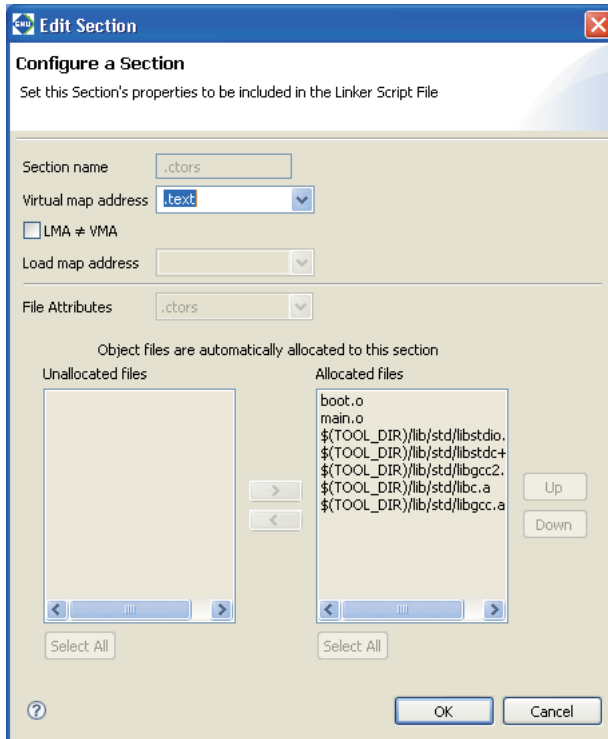 GNU Edit Section
Configure a Section
Set this Section's properties to be included in the Linker Script File
Section name .ctors
Virtual map address .text
LMA ≠ VMA
Load map address
File Attributes .ctors
Object files are automatically allocated to this section
Unallocated files Allocated files
boot.o
main.o
$(TOOL_DIR)/lib/std/libstdio.
$(TOOL_DIR)/lib/std/libstdc+
$(TOOL_DIR)/lib/std/libgcc2.
$(TOOL_DIR)/lib/std/libc.a
$(TOOL_DIR)/lib/std/libgcc.a
> Up
< Down
Select All Select All
? OK Cancel